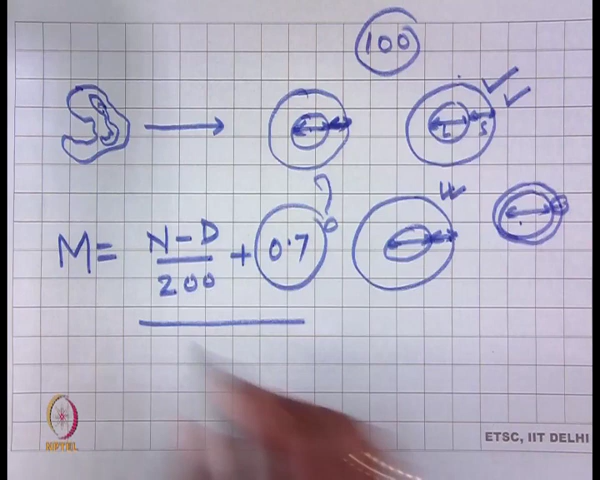 100
L S
M = N-D / 200 + 0.7 ?
W
NPTEL
ETSC, IIT DELHI